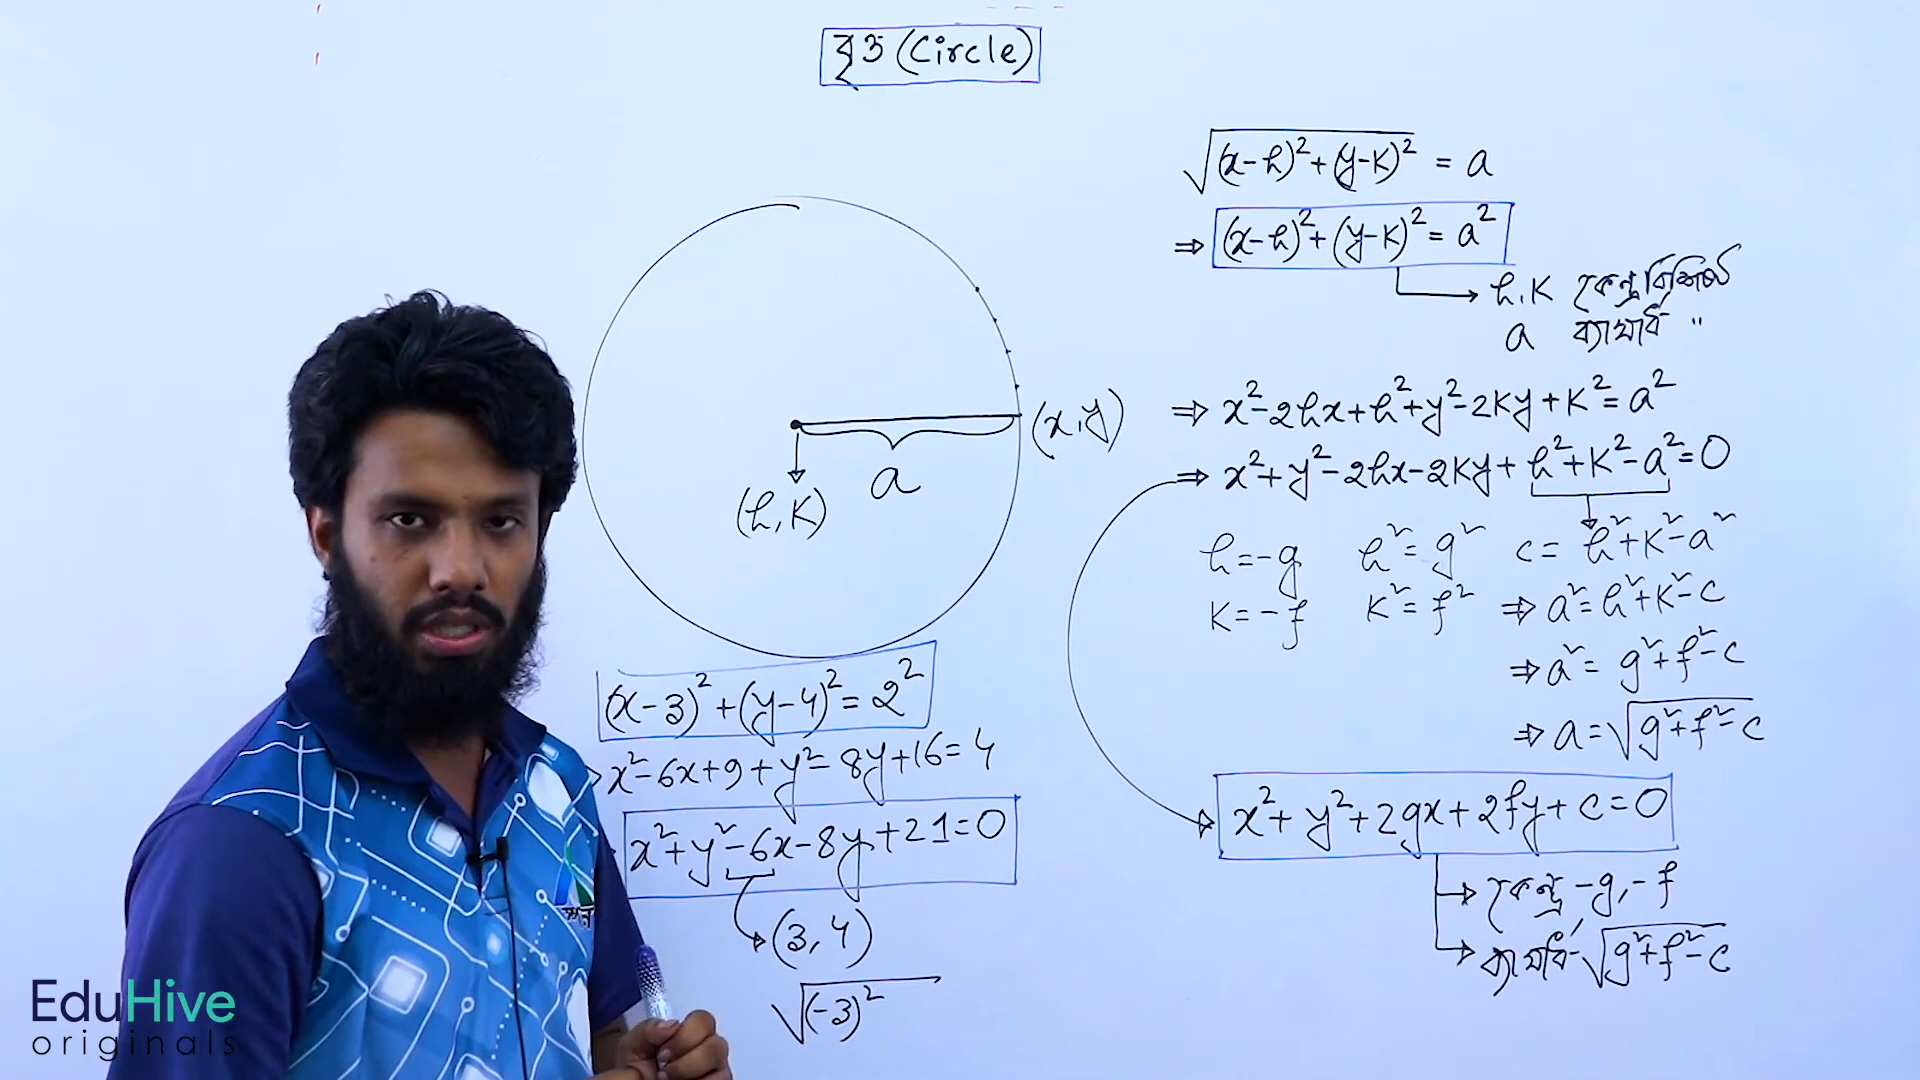 বৃত্ত (Circle)
√(x-h)²+(y-k)² = a
⇒ (x-h)²+(y-k)² = a²
h,k কেন্দ্রবিশিষ্ট
a ব্যাসার্ধ "
⇒ x²-2hx+h²+y²-2ky+k²=a²
⇒ x²+y²-2hx-2ky+h²+k²-a²=0
h=-g h²=g² c= h²+k²-a²
k=-f k²=f² ⇒ a²=h²+k²-c
⇒ a²= g²+f²-c
⇒ a=√g²+f²-c
x²+y²+2gx+2fy+c=0
কেন্দ্র -g,-f
ব্যাসার্ধ-√g²+f²-c
(x,y)
a
(h,k)
(x-3)²+(y-4)²=2²
x²-6x+9+y²-8y+16=4
x²+y²-6x-8y+21=0
(3,4)
√(-3)²
EduHive
originals